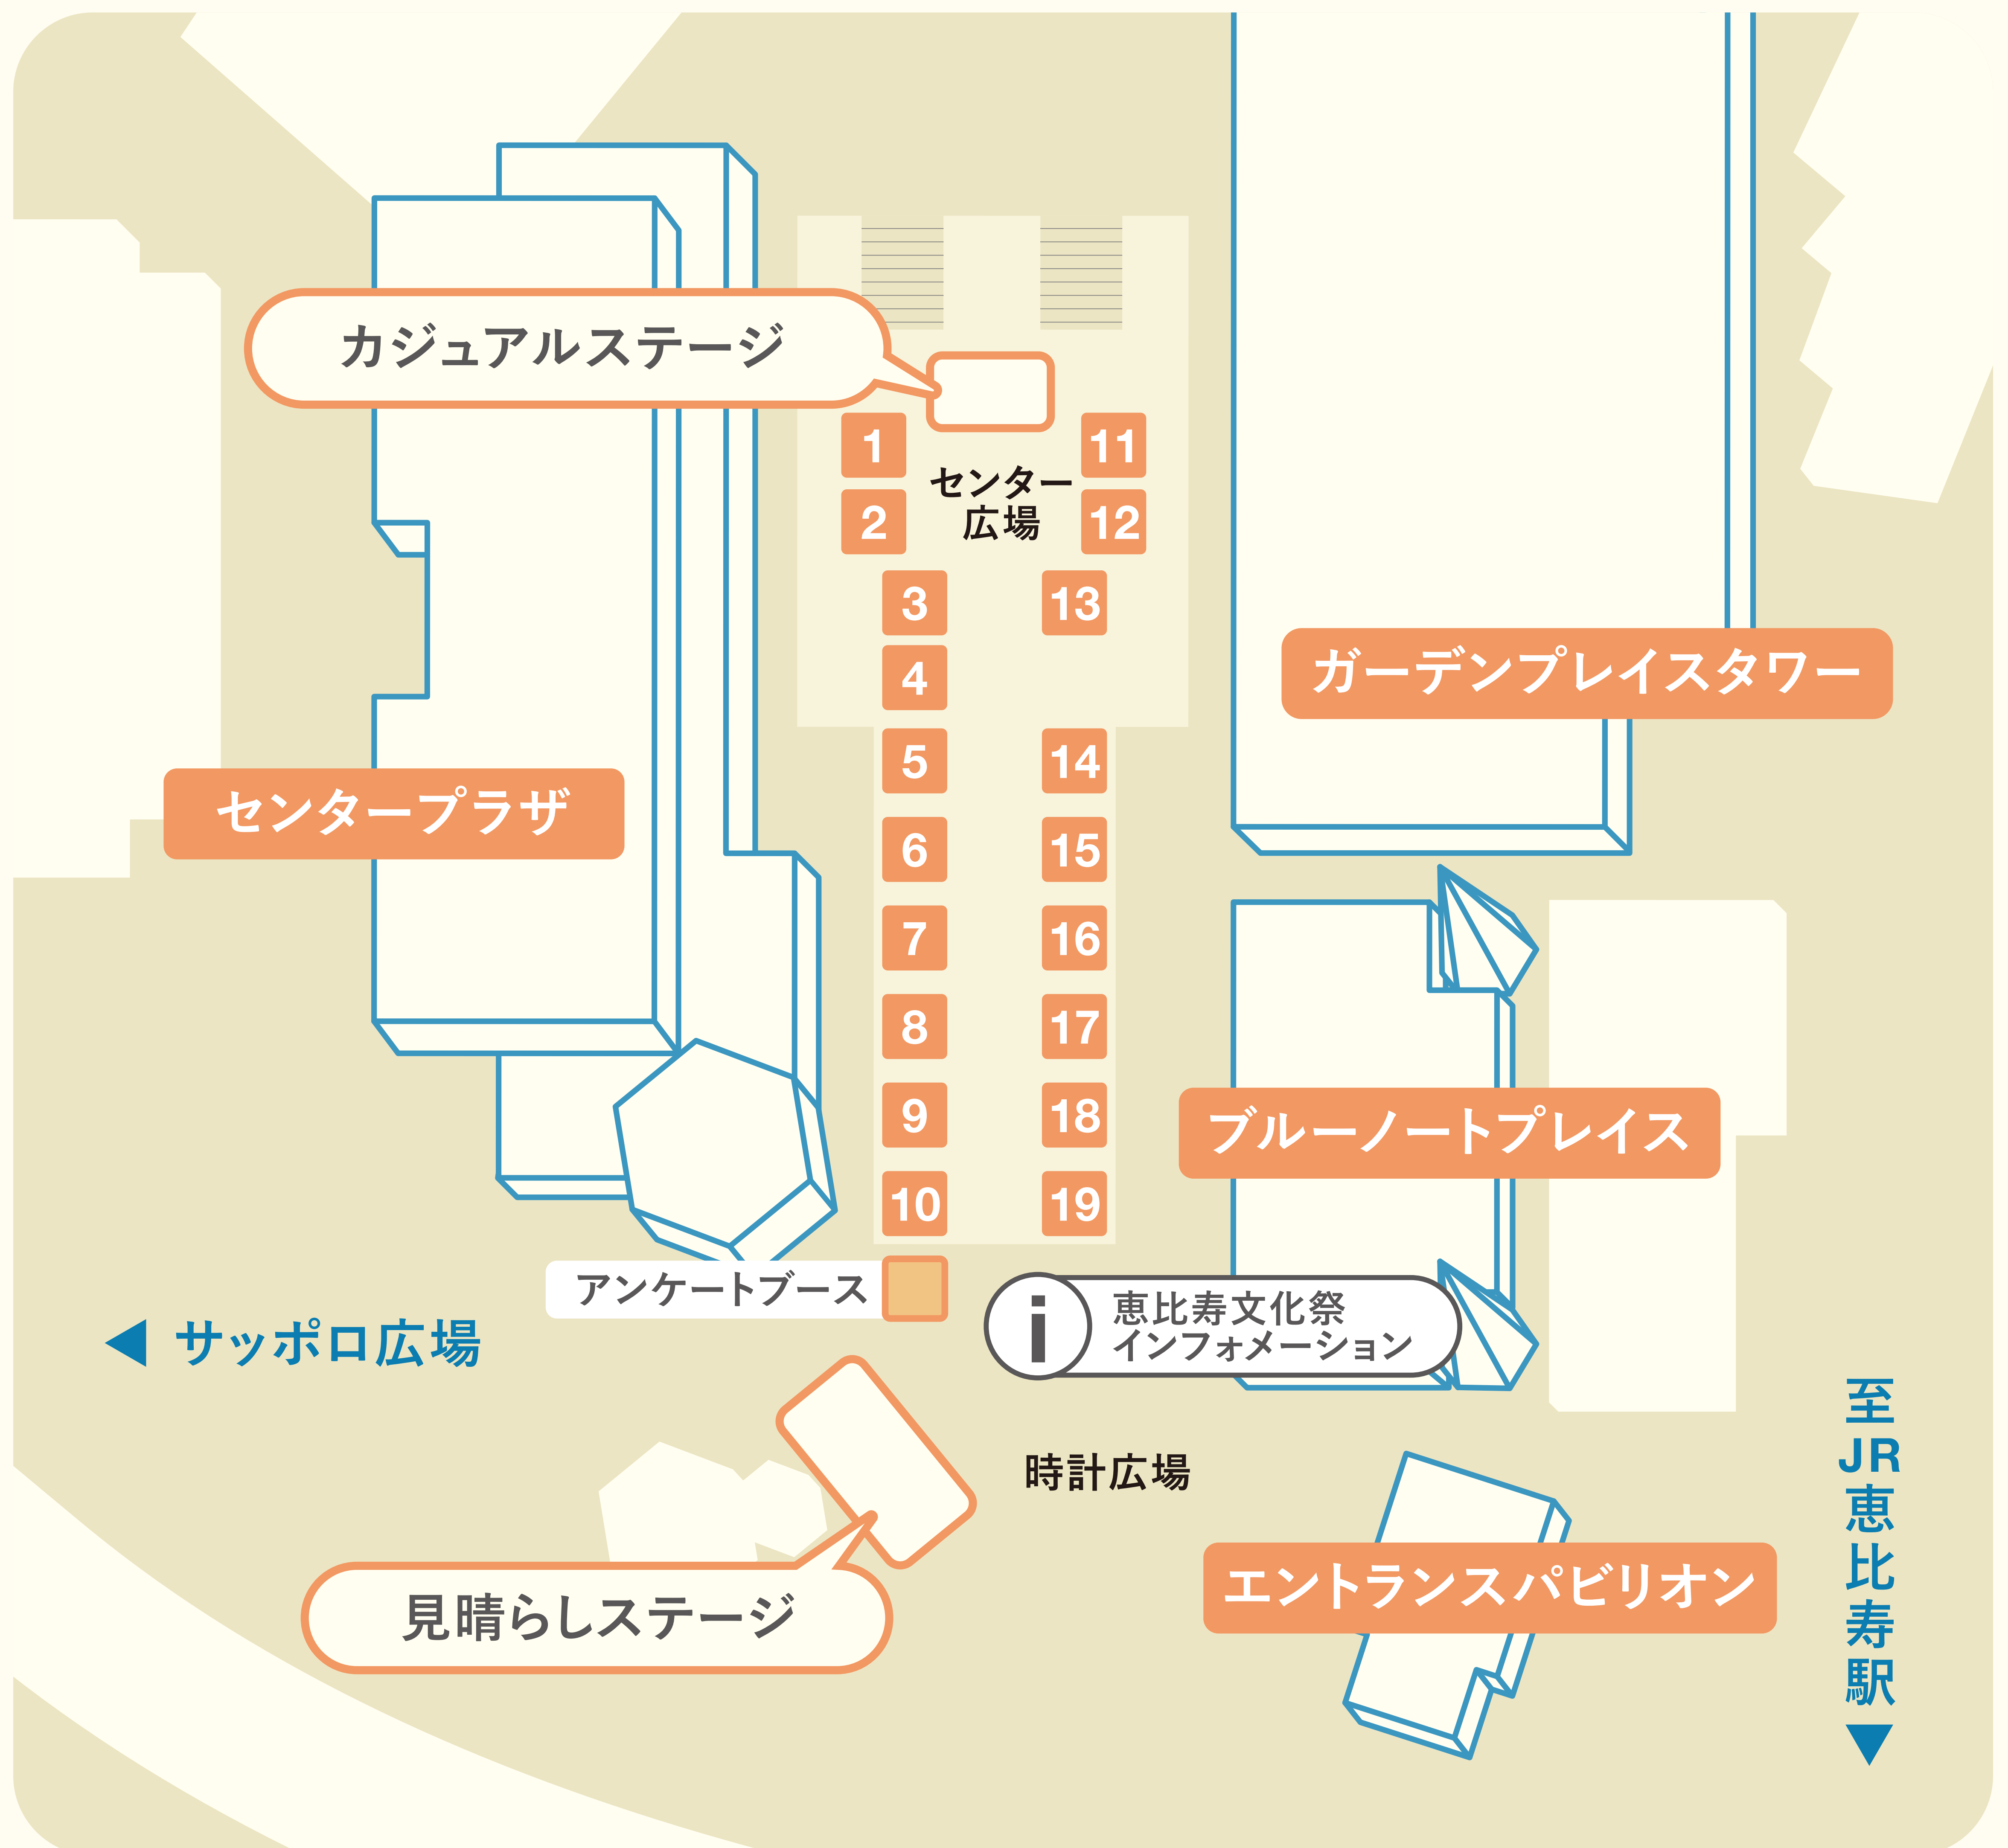 カジュアルステージ
1
11
センター
広場
2
12
3
13
4
ガーデンプレイスタワー
5
14
センタープラザ
6
15
7
16
8
17
9
18
ブルーノートプレイス
10
19
アンケートブース
i
恵比寿文化祭
インフォメーション
サッポロ広場
時計広場
至JR恵比寿駅
エントランスパビリオン
見晴らしステージ